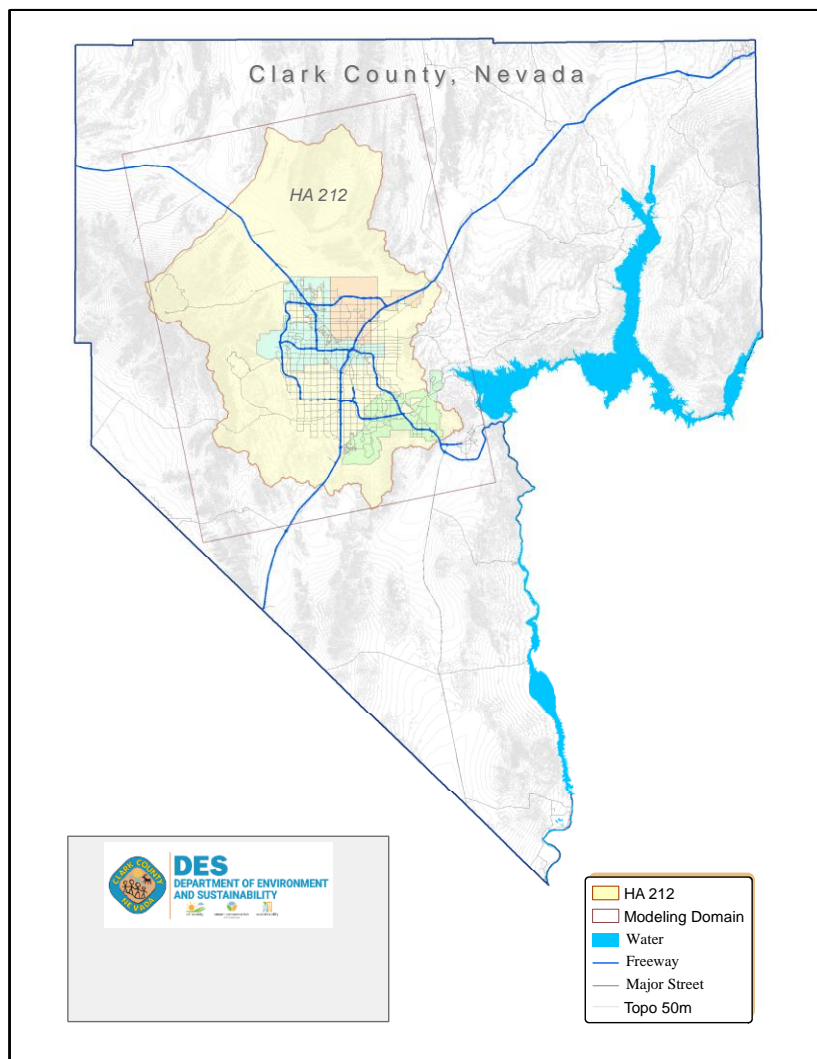 Clark County, Nevada
HA 212
CLARK COUNTY
NEVADA
DES
DEPARTMENT OF ENVIRONMENT
AND SUSTAINABILITY
HA 212
Modeling Domain
Water
Freeway
Major Street
Topo 50m